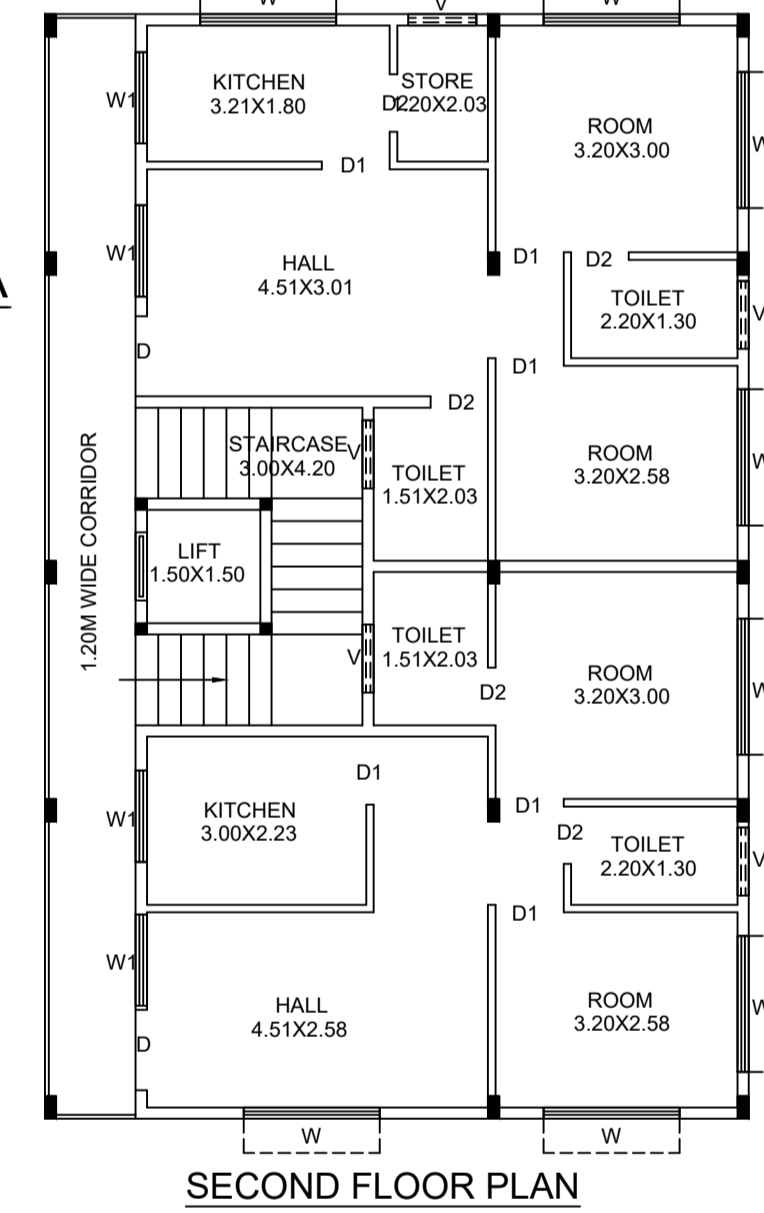 W
V
W
KITCHEN
3.21X1.80
STORE
1.20X2.03
D2
W1
ROOM
3.20X3.00
W
D1
W1
HALL
4.51X3.01
D1
D2
TOILET
2.20X1.30
V
A
D
D1
D2
STAIRCASE
3.00X4.20
V
TOILET
1.51X2.03
ROOM
3.20X2.58
W
1.20M WIDE CORRIDOR
LIFT
1.50X1.50
TOILET
1.51X2.03
V
D2
ROOM
3.20X3.00
W
D1
KITCHEN
3.00X2.23
W1
D1
D2
TOILET
2.20X1.30
V
D1
W1
HALL
4.51X2.58
ROOM
3.20X2.58
W
D
W
W
SECOND FLOOR PLAN